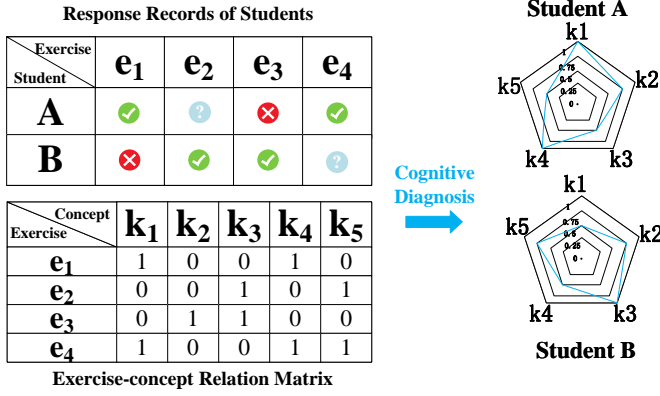 Response Records of Students
Exercise
Student
e1 e2 e3 e4
A ?
B ?
Concept
Exercise
k1 k2 k3 k4 k5
e1 1 0 0 1 0
e2 0 0 1 0 1
e3 0 1 1 0 0
e4 1 0 0 1 1
Exercise-concept Relation Matrix
Cognitive
Diagnosis
Student A
k1
1
0.75
0.5
0.25
0
k5
k2
k4
k3
k1
1
0.75
0.5
0.25
0
k5
k2
k4
k3
Student B